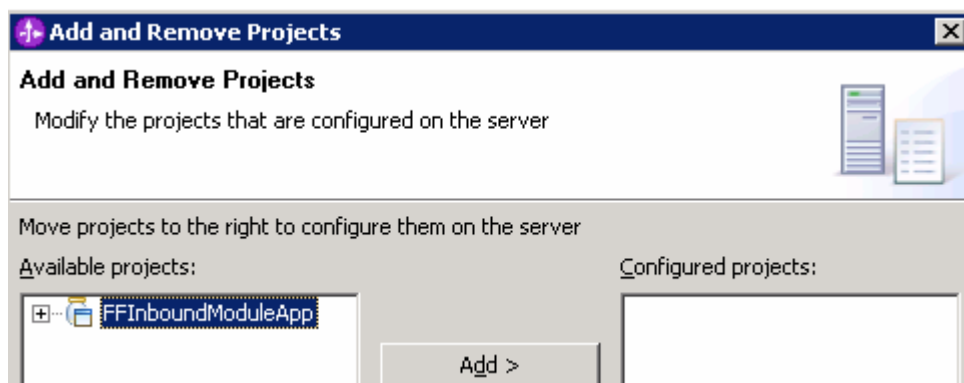 Add and Remove Projects
Add and Remove Projects
Modify the projects that are configured on the server
Move projects to the right to configure them on the server
Available projects:
Configured projects:
FFInboundModuleApp
Add >